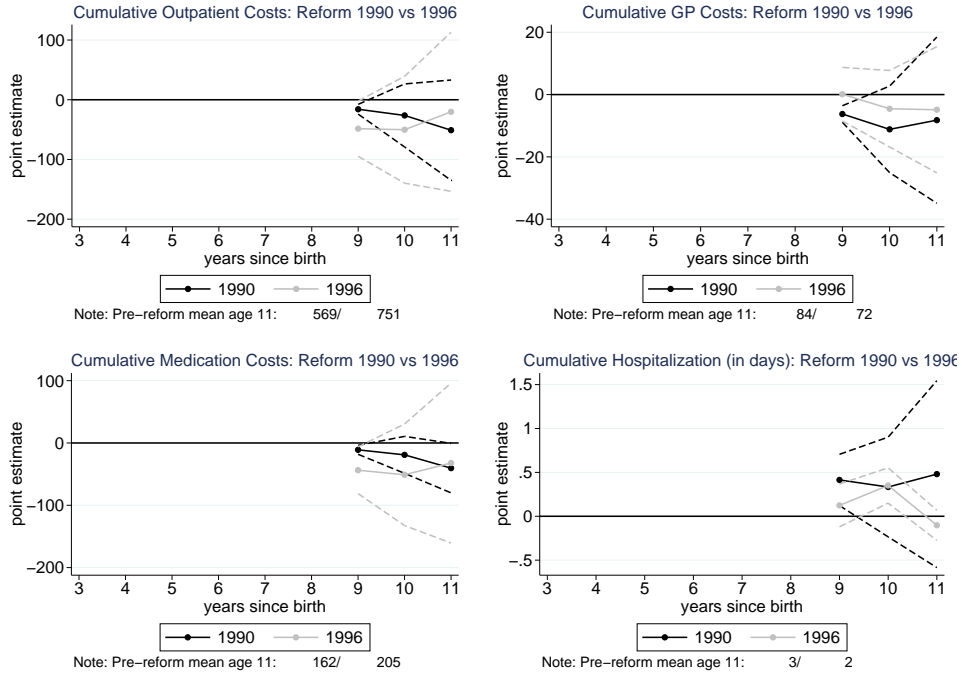 Cumulative Outpatient Costs: Reform 1990 vs 1996
point estimate
100
0
−100
−200
3 4 5 6 7 8 9 10 11
years since birth
1990 1996
Note: Pre−reform mean age 11: 569/ 751
Cumulative GP Costs: Reform 1990 vs 1996
point estimate
20
0
−20
−40
3 4 5 6 7 8 9 10 11
years since birth
1990 1996
Note: Pre−reform mean age 11: 84/ 72
Cumulative Medication Costs: Reform 1990 vs 1996
point estimate
100
0
−100
−200
3 4 5 6 7 8 9 10 11
years since birth
1990 1996
Note: Pre−reform mean age 11: 162/ 205
Cumulative Hospitalization (in days): Reform 1990 vs 1996
point estimate
1.5
1
.5
0
−.5
3 4 5 6 7 8 9 10 11
years since birth
1990 1996
Note: Pre−reform mean age 11: 3/ 2